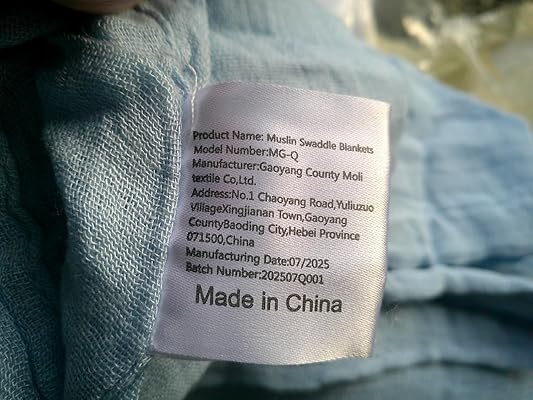 Product Name: Muslin Swaddle Blankets
Model Number:MG-Q
Manufacturer:Gaoyang County Moli
textile Co,Ltd.
Address:No.1 Chaoyang Road,Yuliuzuo
VillageXingjianan Town,Gaoyang
CountyBaoding City,Hebei Province
071500,China
Manufacturing Date:07/2025
Batch Number:202507Q001
Made in China